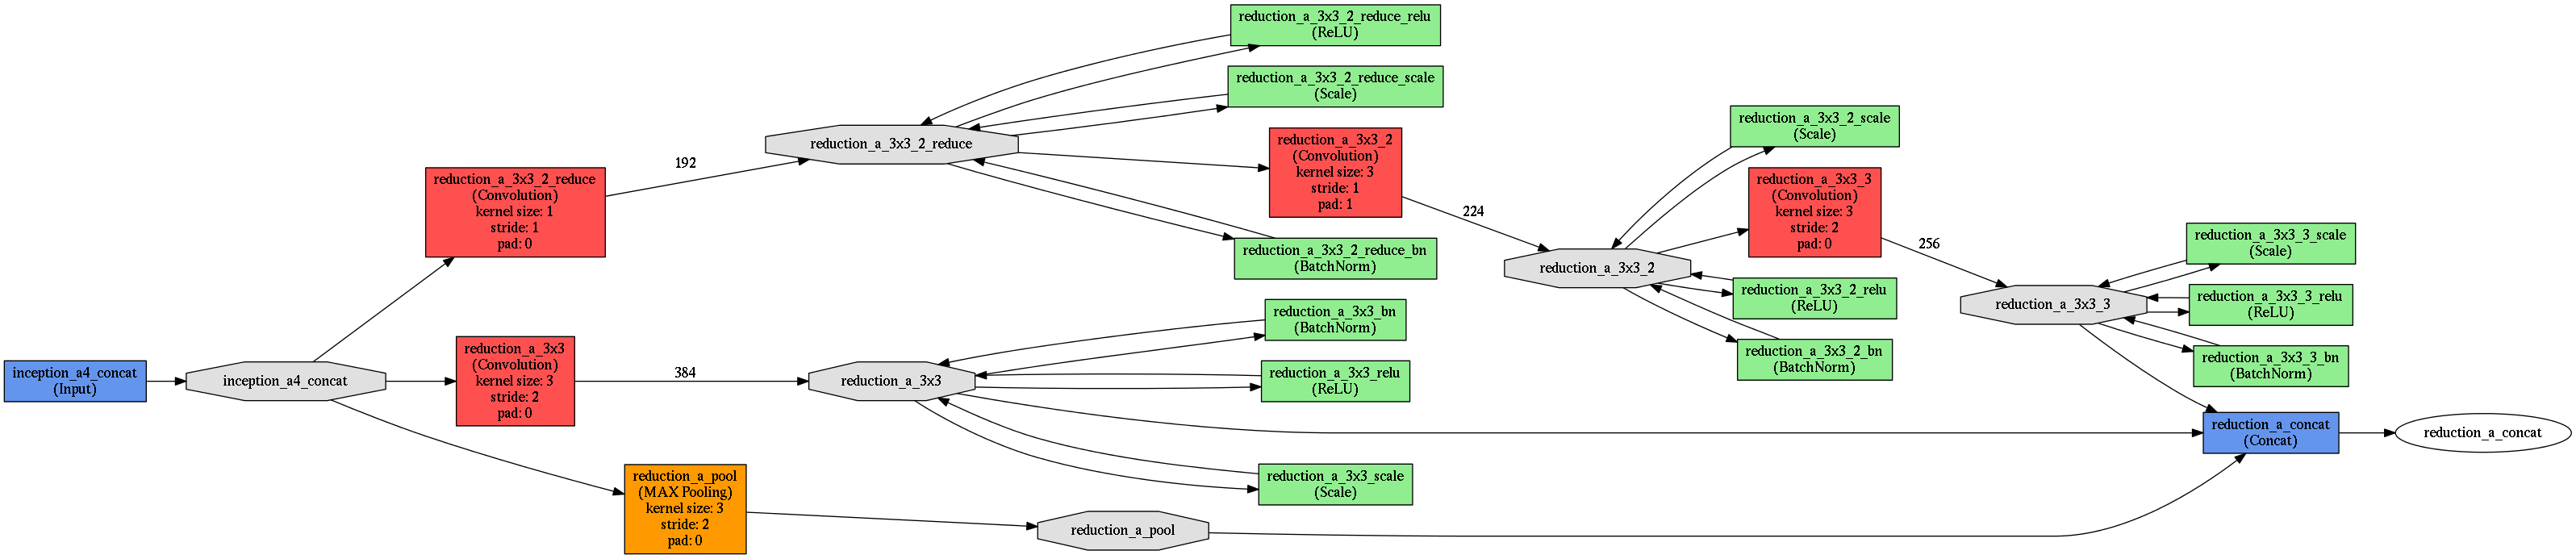 inception_a4_concat
(Input)
inception_a4_concat
reduction_a_3x3_2_reduce
(Convolution)
kernel size: 1
stride: 1
pad: 0
192
reduction_a_3x3_2_reduce
reduction_a_3x3_2_reduce_relu
(ReLU)
reduction_a_3x3_2_reduce_scale
(Scale)
reduction_a_3x3_2
(Convolution)
kernel size: 3
stride: 1
pad: 1
reduction_a_3x3_2_reduce_bn
(BatchNorm)
224
reduction_a_3x3_2
reduction_a_3x3_2_scale
(Scale)
reduction_a_3x3_3
(Convolution)
kernel size: 3
stride: 2
pad: 0
reduction_a_3x3_2_relu
(ReLU)
reduction_a_3x3_2_bn
(BatchNorm)
256
reduction_a_3x3_3
reduction_a_3x3_3_scale
(Scale)
reduction_a_3x3_3_relu
(ReLU)
reduction_a_3x3_3_bn
(BatchNorm)
reduction_a_3x3
(Convolution)
kernel size: 3
stride: 2
pad: 0
384
reduction_a_3x3
reduction_a_3x3_bn
(BatchNorm)
reduction_a_3x3_relu
(ReLU)
reduction_a_3x3_scale
(Scale)
reduction_a_pool
(MAX Pooling)
kernel size: 3
stride: 2
pad: 0
reduction_a_pool
reduction_a_concat
(Concat)
reduction_a_concat